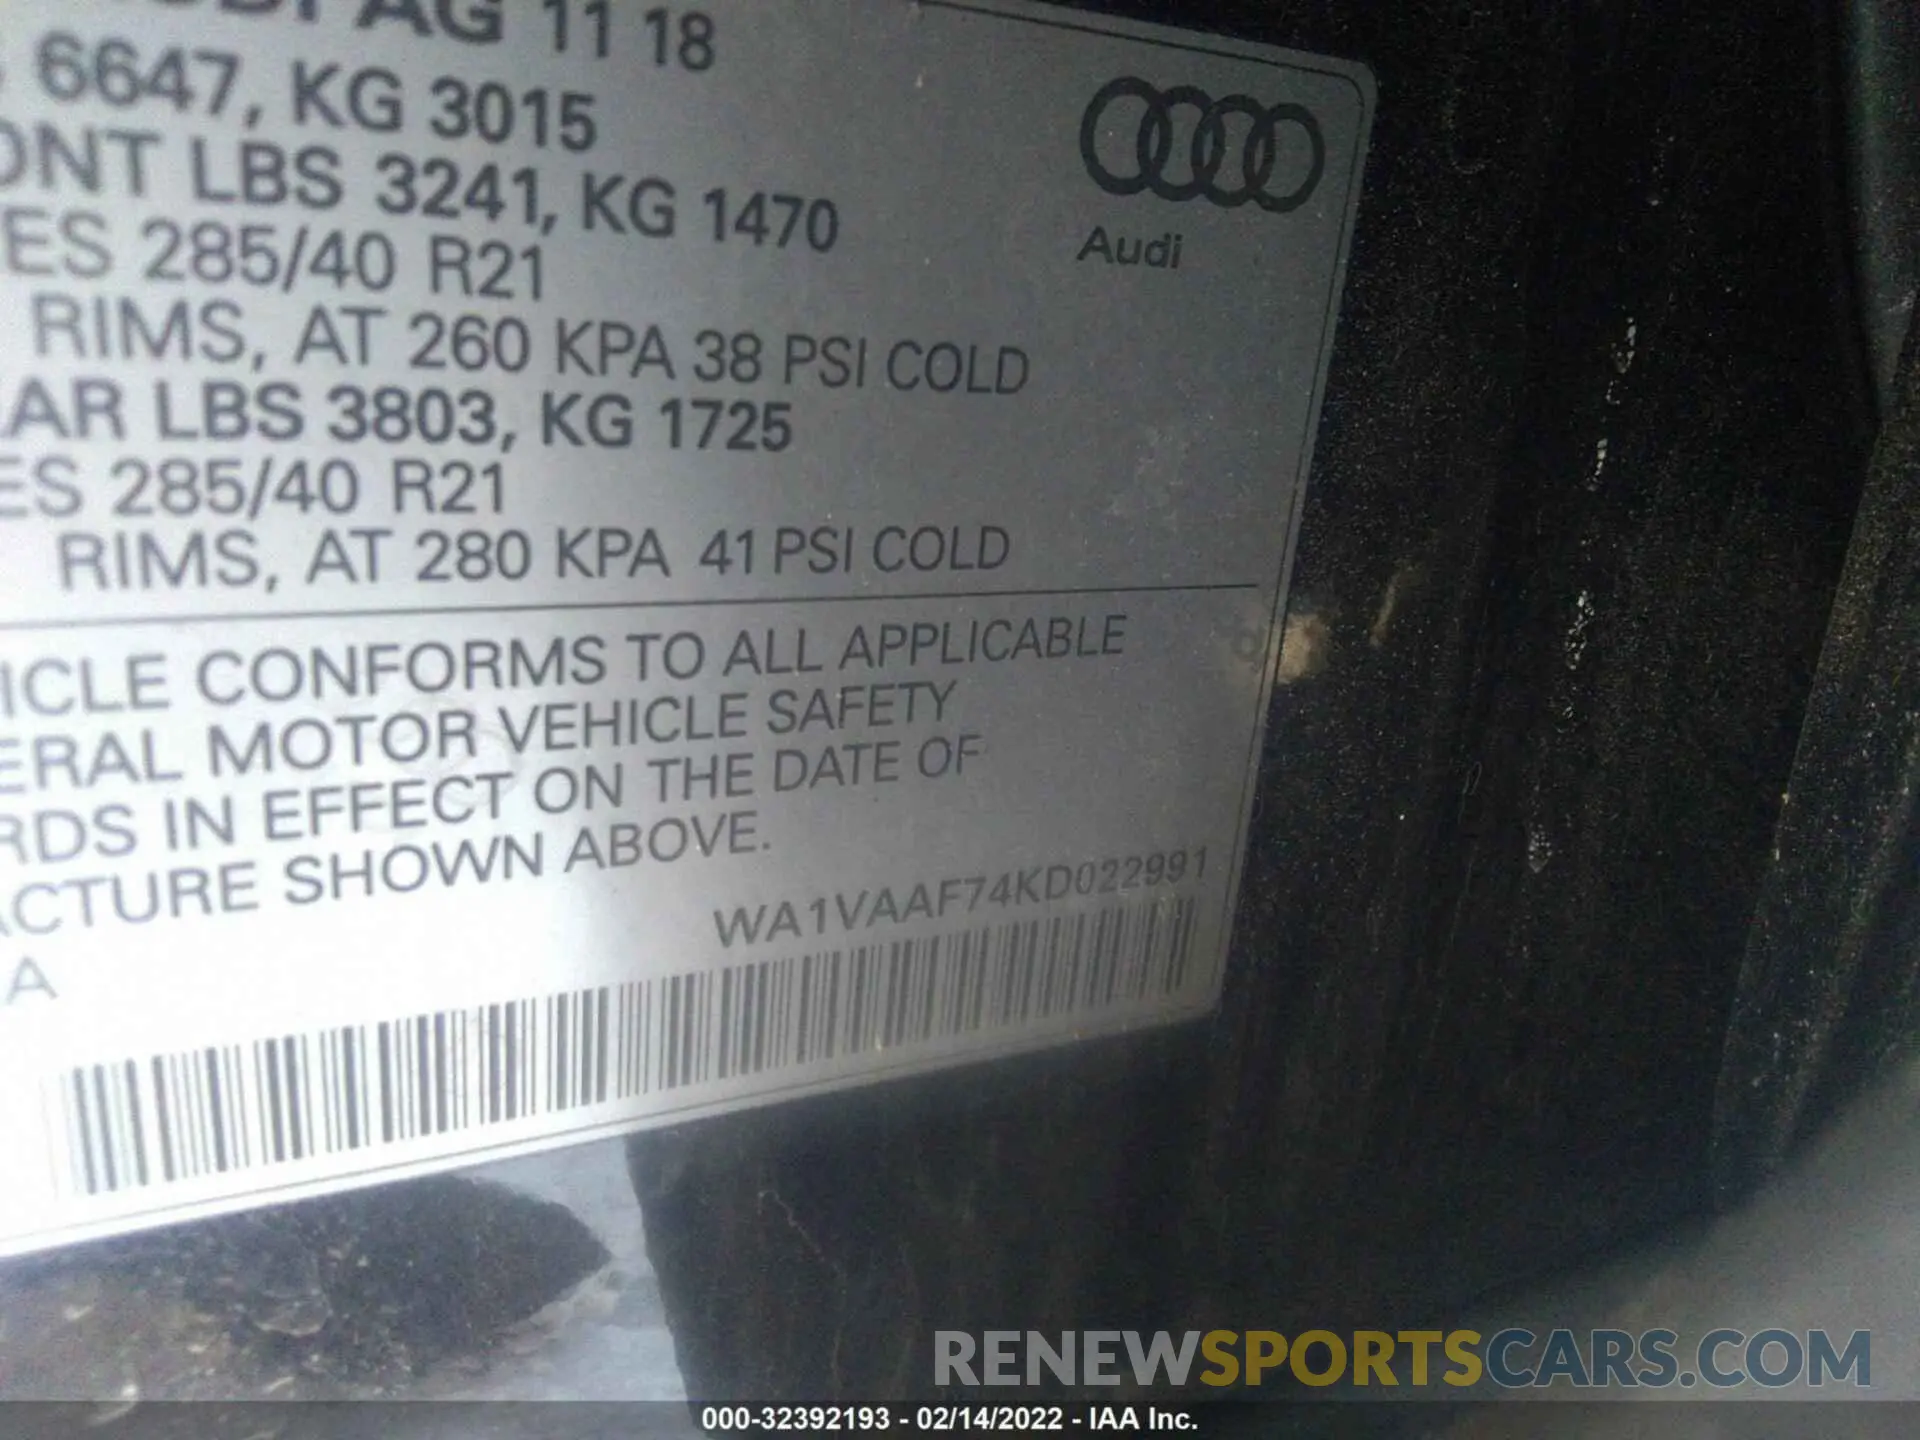 AG 11 18
6647, KG 3015
ONT LBS 3241, KG 1470
Audi
ES 285/40 R21
RIMS, AT 260 KPA 38 PSI COLD
AR LBS 3803, KG 1725
ES 285/40 R21
RIMS, AT 280 KPA 41 PSI COLD
ICLE CONFORMS TO ALL APPLICABLE
ERAL MOTOR VEHICLE SAFETY
RDS IN EFFECT ON THE DATE OF
ACTURE SHOWN ABOVE.
WA1VAAF74KD022991
A
RENEWSPORTSCARS.COM
000-32392193 - 02/14/2022 - IAA Inc.